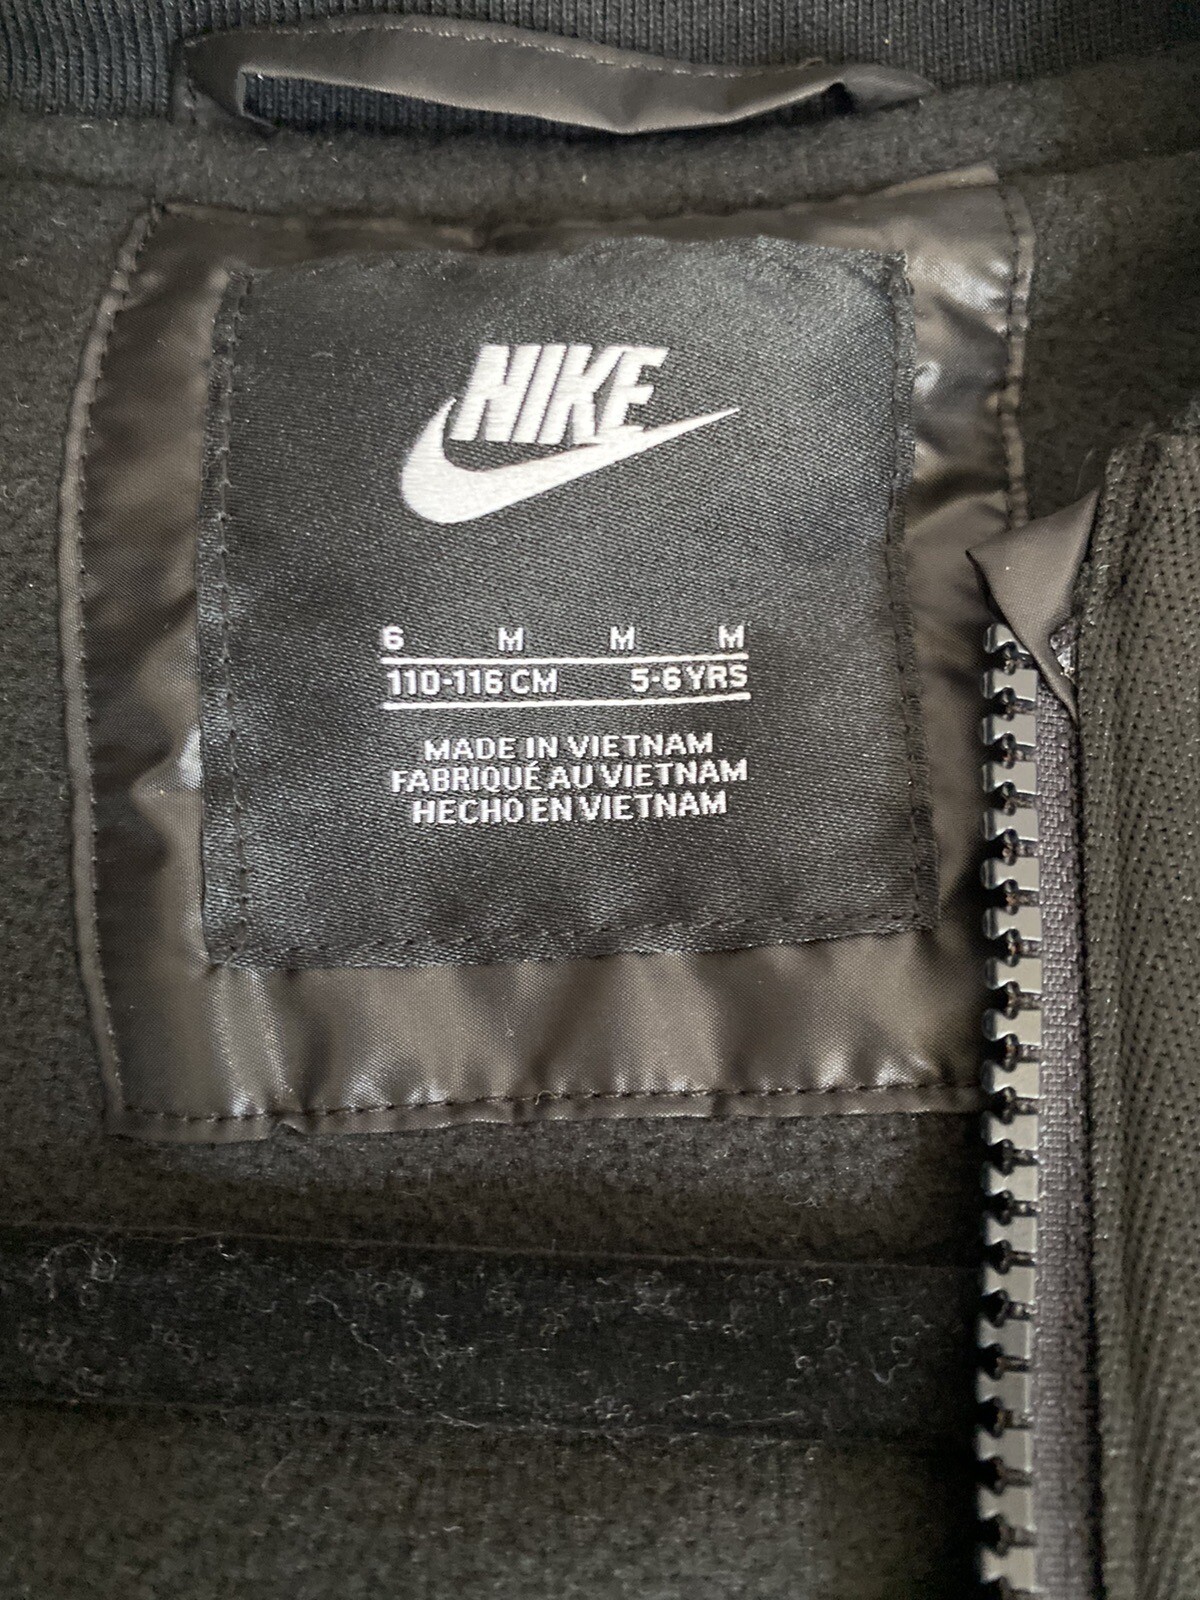 NIKE
6 M M M
110-116 CM 5-6 YRS
MADE IN VIETNAM
FABRIQUÉ AU VIETNAM
HECHO EN VIETNAM